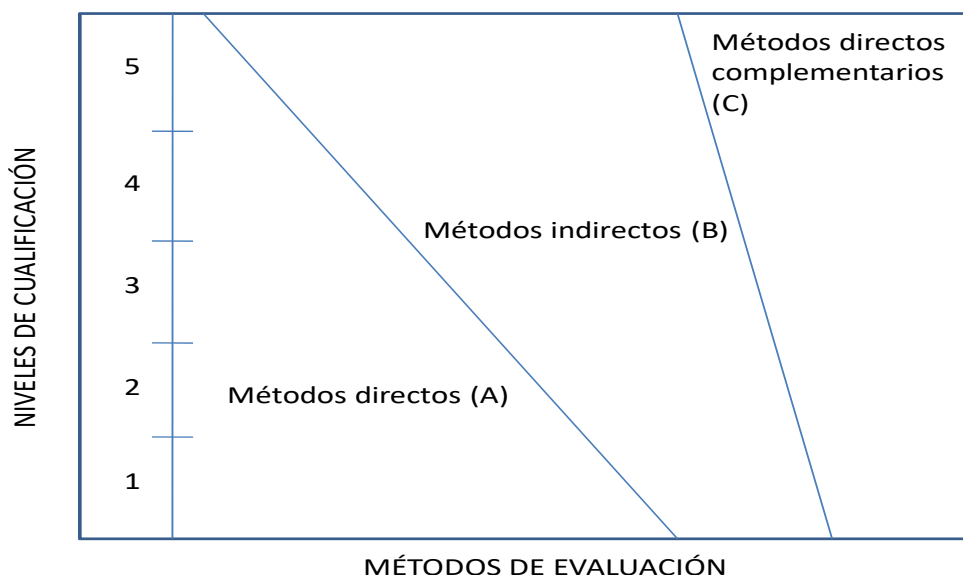 NIVELES DE CUALIFICACIÓN
5
4
3
2
1
Métodos directos
complementarios
(C)
Métodos indirectos (B)
Métodos directos (A)
MÉTODOS DE EVALUACIÓN